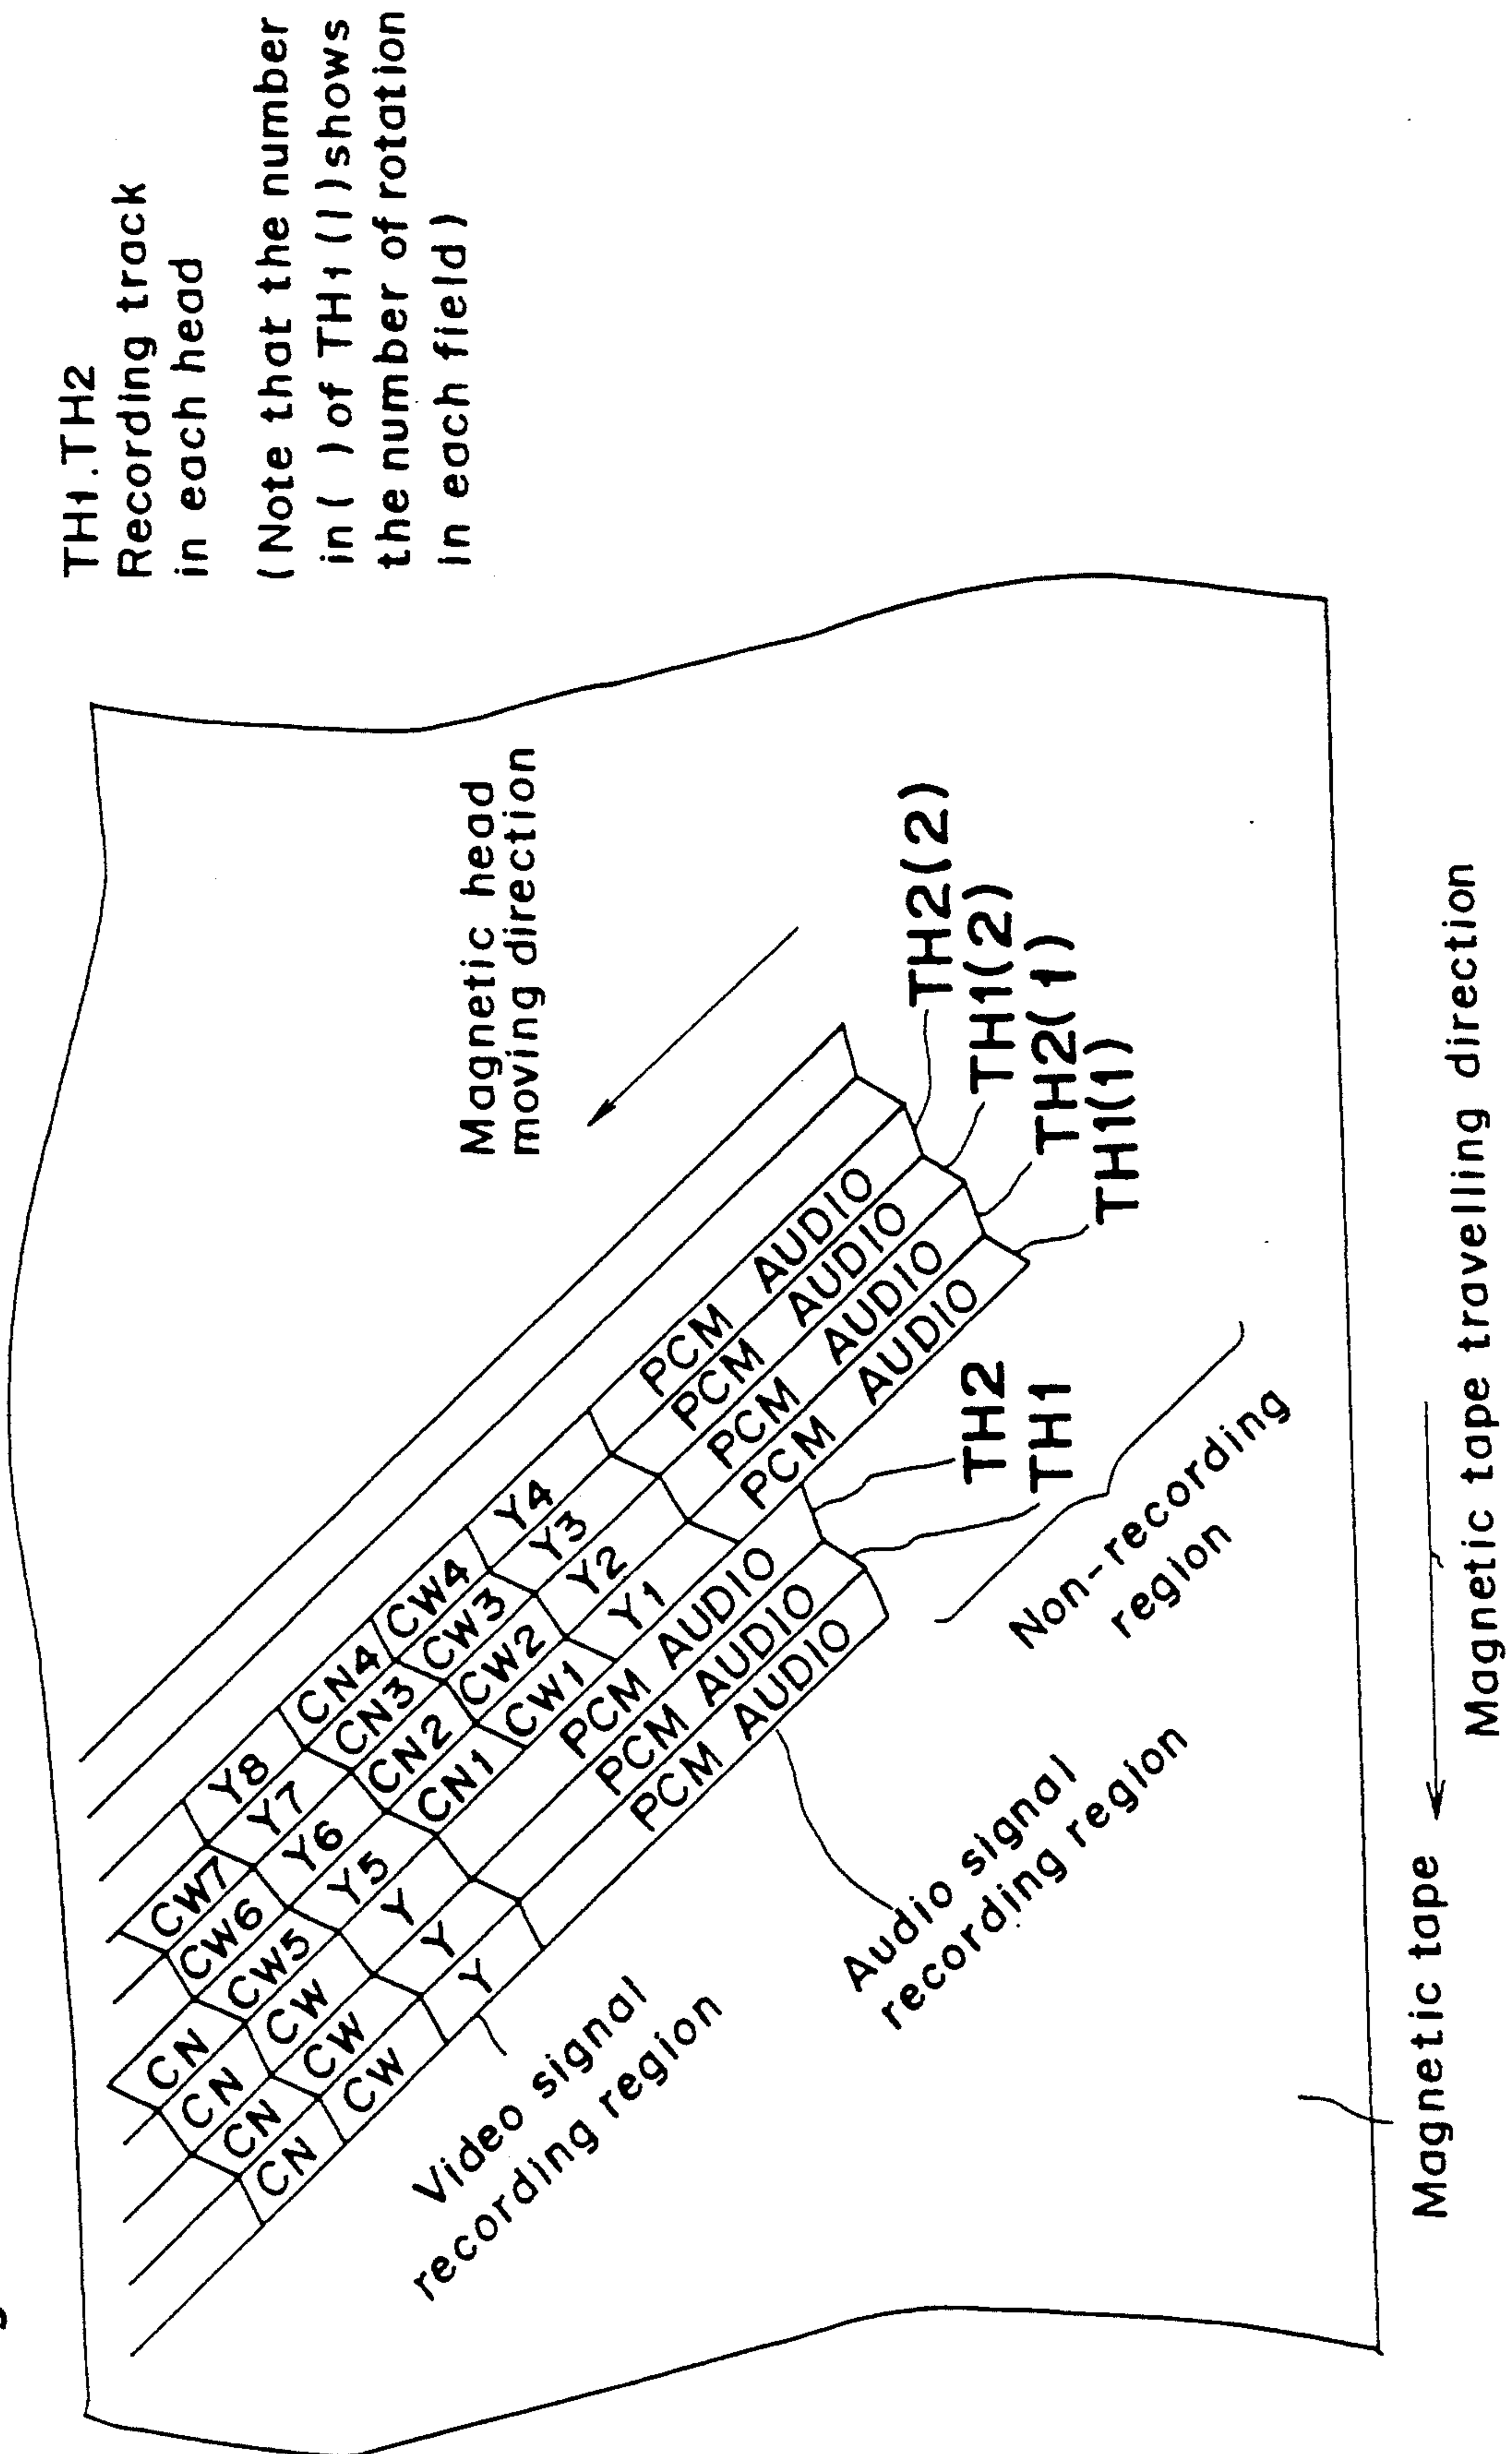 TH1.TH2
Recording track
in each head
(Note that the number
in( )of TH1(1)shows
the number of rotation
in each field)
Magnetic head
moving direction
TH2(2)
TH1(2)
TH2(1)
TH1(1)
PCM AUDIO
PCM AUDIO
PCM AUDIO
PCM AUDIO
Y4
Y3
Y2
Y1
CW4
CW3
CW2
CW1
CN4
CN3
CN2
CN1
Y8
Y7
Y6
Y5
CW7
CW6
CW5
CN
PCM AUDIO
PCM AUDIO
PCM AUDIO
Y
Y
Y
CW
CW
CW
CN
CN
CN
TH2
TH1
Non-recording
region
Audio signal
recording region
Video signal
recording region
Magnetic tape
Magnetic tape travelling direction